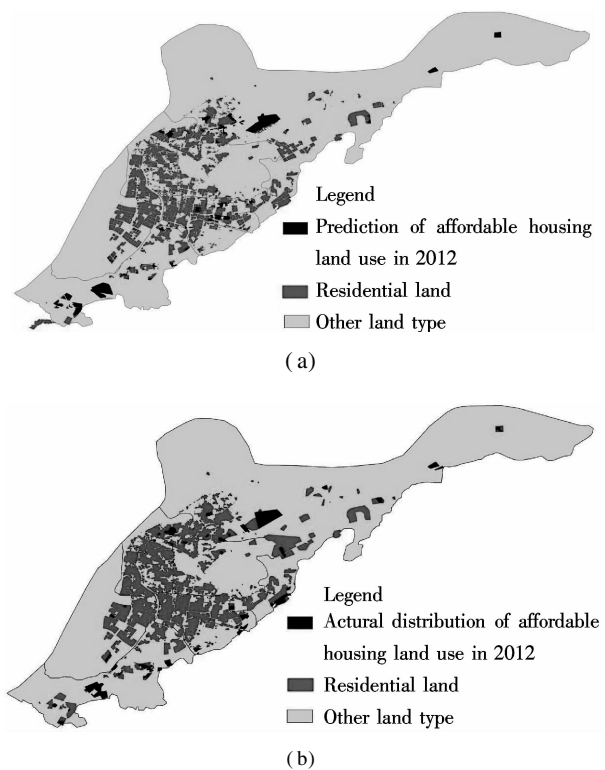 Legend
Prediction of affordable housing
land use in 2012
Residential land
Other land type
(a)
Legend
Actural distribution of affordable
housing land use in 2012
Residential land
Other land type
(b)